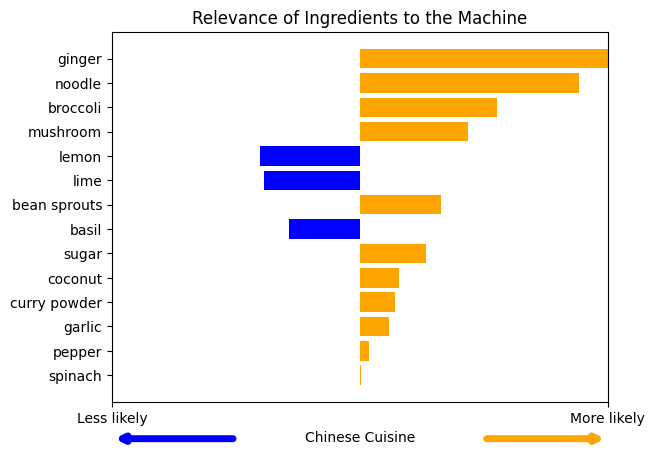 Relevance of Ingredients to the Machine
ginger
noodle
broccoli
mushroom
lemon
lime
bean sprouts
basil
sugar
coconut
curry powder
garlic
pepper
spinach
Less likely
More likely
Chinese Cuisine